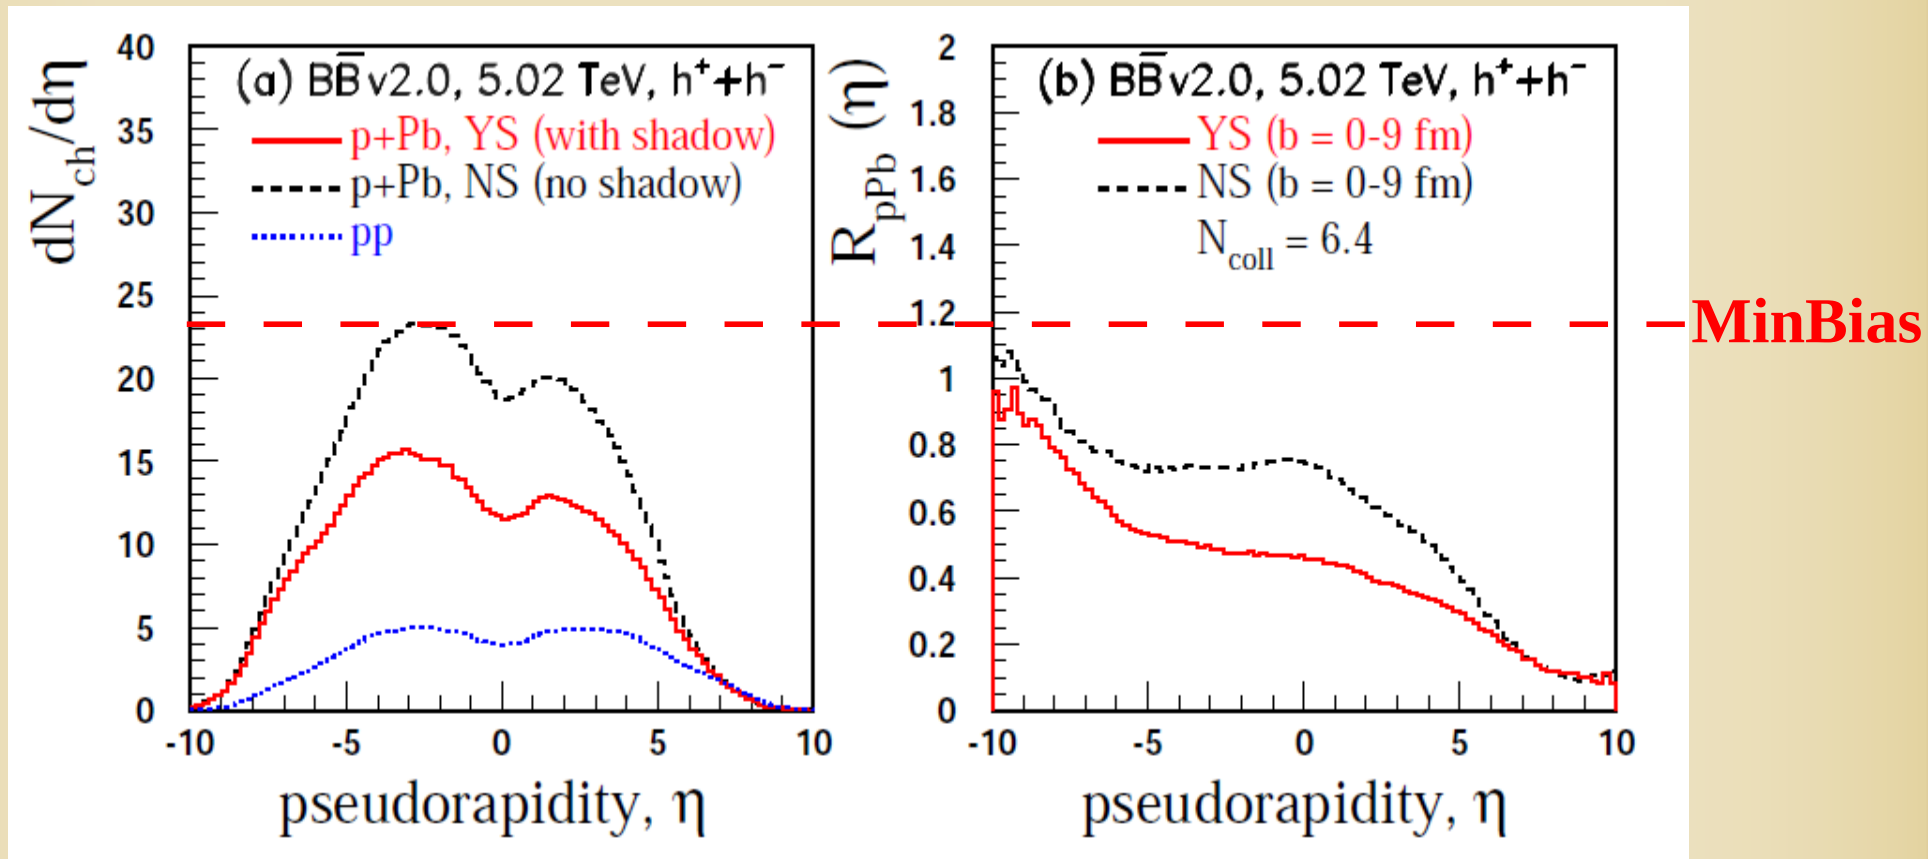 (a) BB̅ v2.0, 5.02 TeV, h⁺+h⁻
p+Pb, YS (with shadow)
p+Pb, NS (no shadow)
pp
dN_ch/dη
40
35
30
25
20
15
10
5
0
-10 -5 0 5 10
pseudorapidity, η
(b) BB̅ v2.0, 5.02 TeV, h⁺+h⁻
YS (b = 0-9 fm)
NS (b = 0-9 fm)
N_coll = 6.4
R_pPb (η)
2
1.8
1.6
1.4
1.2
1
0.8
0.6
0.4
0.2
0
-10 -5 0 5 10
pseudorapidity, η
MinBias